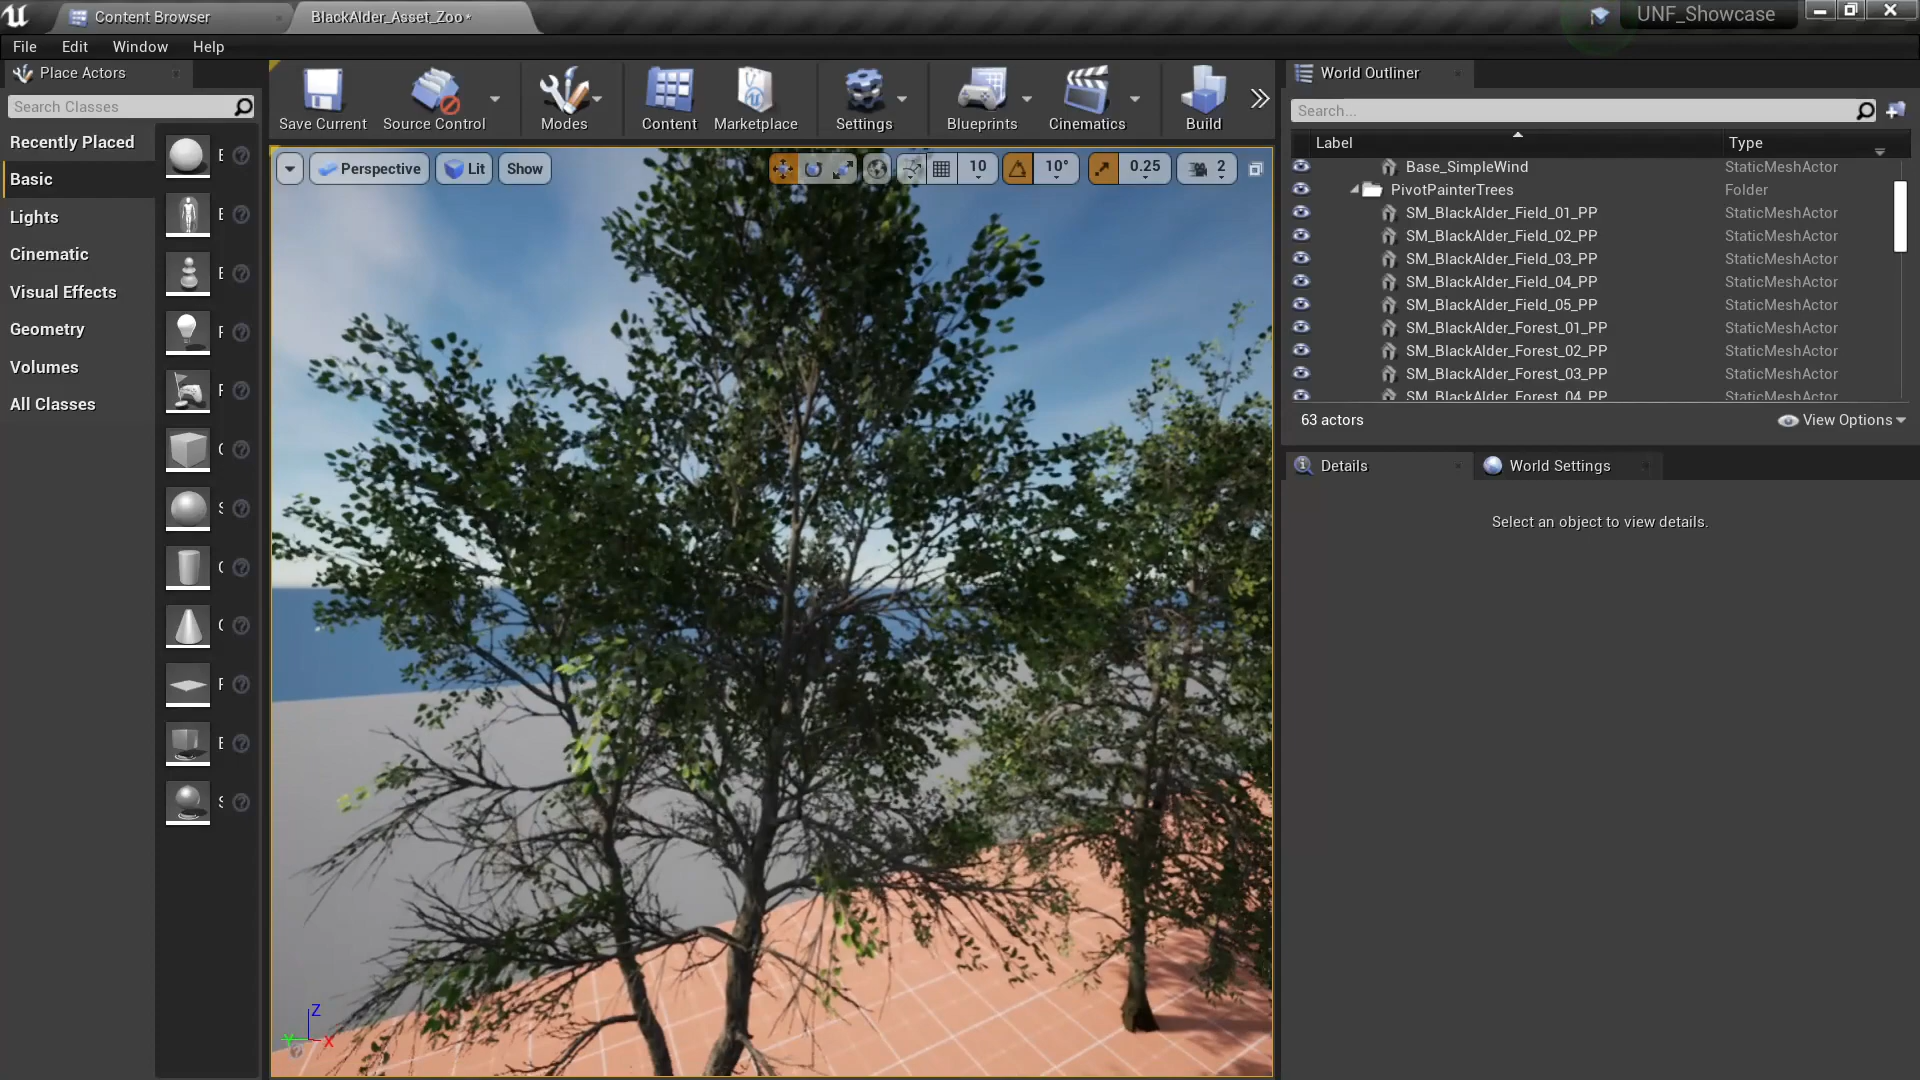 Content Browser
BlackAlder_Asset_Zoo*
UNF_Showcase
File Edit Window Help
Place Actors
Search Classes
Recently Placed
Basic
Lights
Cinematic
Visual Effects
Geometry
Volumes
All Classes
Save Current
Source Control
Modes
Content
Marketplace
Settings
Blueprints
Cinematics
Build
Perspective
Lit
Show
10
10°
0.25
2
Z
Y
X
World Outliner
Search...
Label Type
Base_SimpleWind StaticMeshActor
PivotPainterTrees Folder
SM_BlackAlder_Field_01_PP StaticMeshActor
SM_BlackAlder_Field_02_PP StaticMeshActor
SM_BlackAlder_Field_03_PP StaticMeshActor
SM_BlackAlder_Field_04_PP StaticMeshActor
SM_BlackAlder_Field_05_PP StaticMeshActor
SM_BlackAlder_Forest_01_PP StaticMeshActor
SM_BlackAlder_Forest_02_PP StaticMeshActor
SM_BlackAlder_Forest_03_PP StaticMeshActor
SM_BlackAlder_Forest_04_PP StaticMeshActor
63 actors
View Options
Details
World Settings
Select an object to view details.